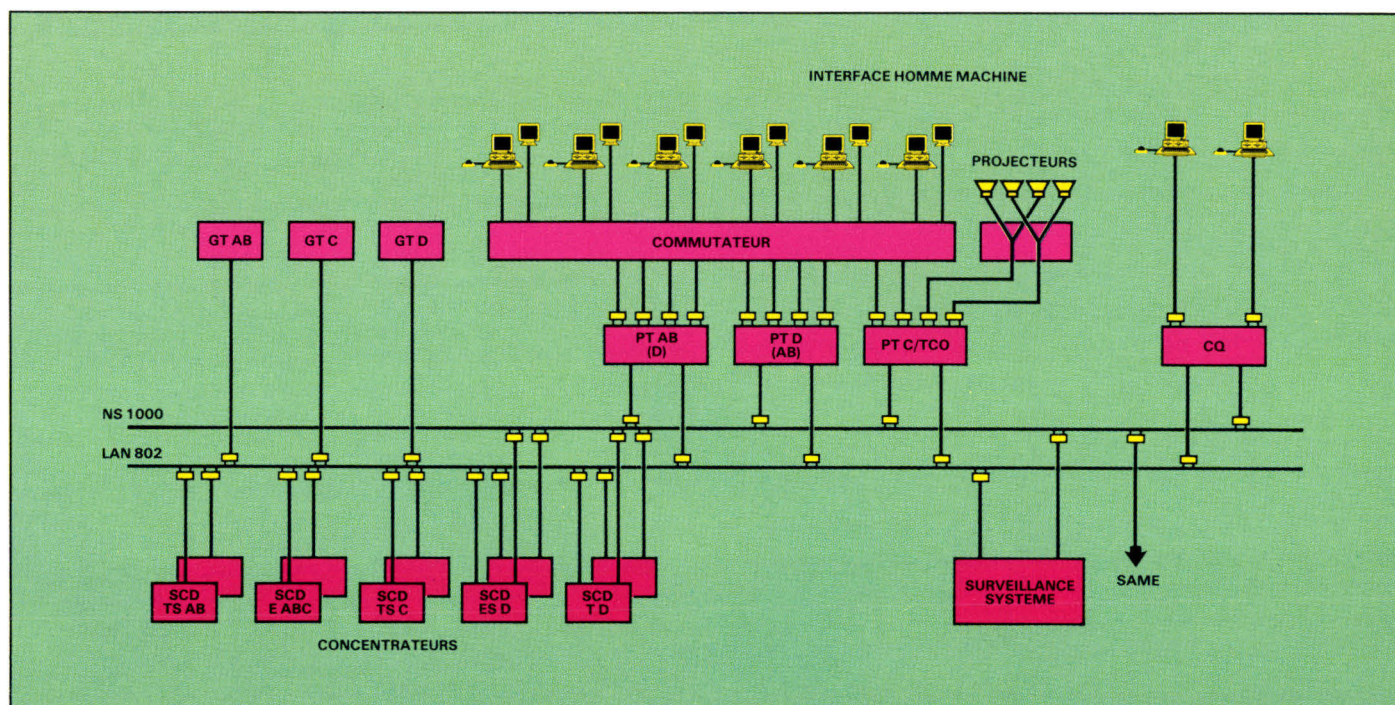 INTERFACE HOMME MACHINE
PROJECTEURS
GT AB
GT C
GT D
COMMUTATEUR
PT AB
(D)
PT D
(AB)
PT C/TCO
CQ
NS 1000
LAN 802
SCD
TS AB
SCD
E ABC
SCD
TS C
SCD
ES D
SCD
T D
SURVEILLANCE
SYSTEME
SAME
CONCENTRATEURS